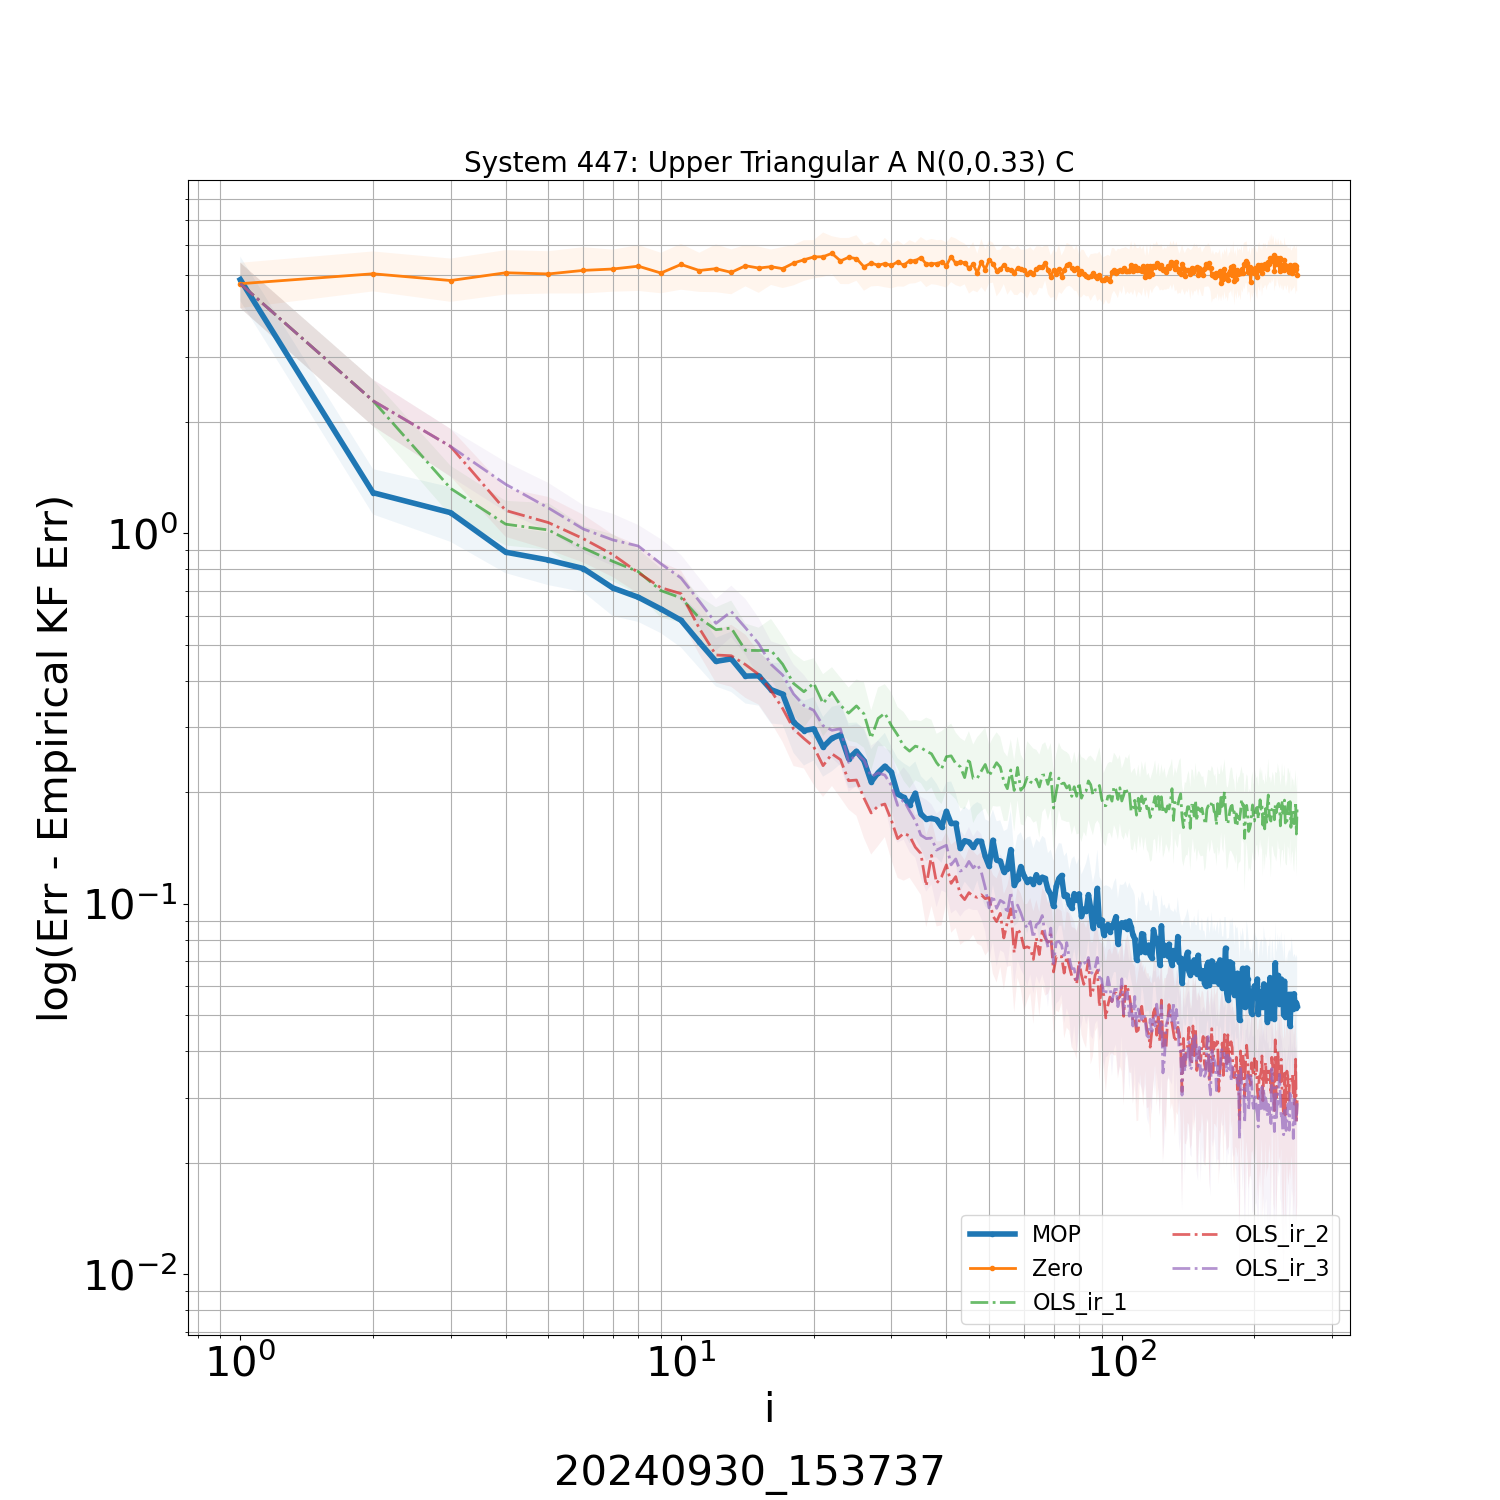 System 447: Upper Triangular A N(0,0.33) C
log(Err - Empirical KF Err)
10⁰
10⁻¹
10⁻²
MOP
Zero
OLS_ir_1
OLS_ir_2
OLS_ir_3
10⁰ 10¹ 10²
i
20240930_153737